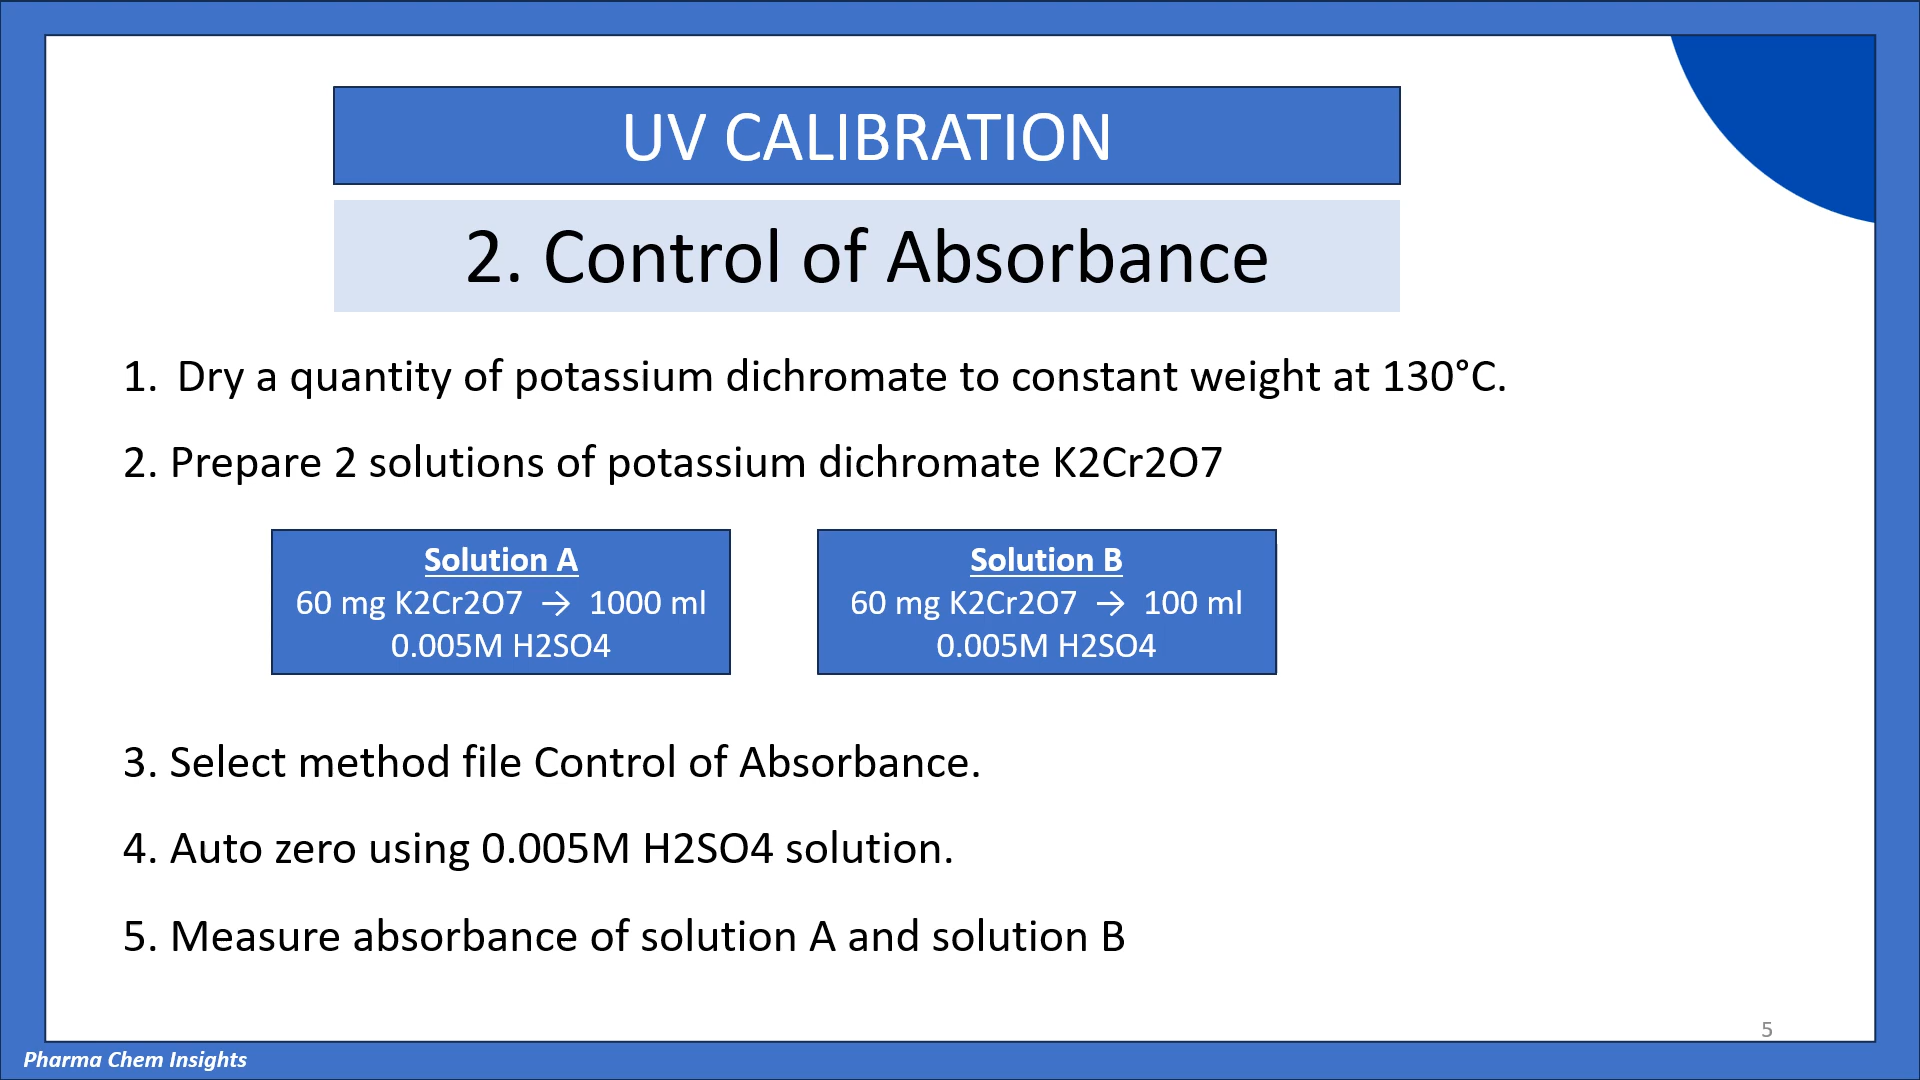 UV CALIBRATION
2. Control of Absorbance
1. Dry a quantity of potassium dichromate to constant weight at 130°C.
2. Prepare 2 solutions of potassium dichromate K2Cr2O7
Solution A
60 mg K2Cr2O7 → 1000 ml
0.005M H2SO4
Solution B
60 mg K2Cr2O7 → 100 ml
0.005M H2SO4
3. Select method file Control of Absorbance.
4. Auto zero using 0.005M H2SO4 solution.
5. Measure absorbance of solution A and solution B
5
Pharma Chem Insights